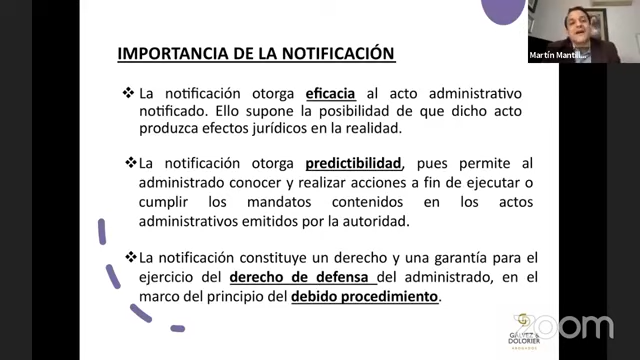 IMPORTANCIA DE LA NOTIFICACIÓN
Martín Mantil...
❖ La notificación otorga eficacia al acto administrativo
notificado. Ello supone la posibilidad de que dicho acto
produzca efectos jurídicos en la realidad.
❖La notificación otorga predictibilidad, pues permite al
administrado conocer y realizar acciones a fin de ejecutar o
cumplir los mandatos contenidos en los actos
administrativos emitidos por la autoridad.
❖La notificación constituye un derecho y una garantía para el
ejercicio del derecho de defensa del administrado, en el
marco del principio del debido procedimiento.
GÁLVEZ &
DOLORIER
ABOGADOS
zoom